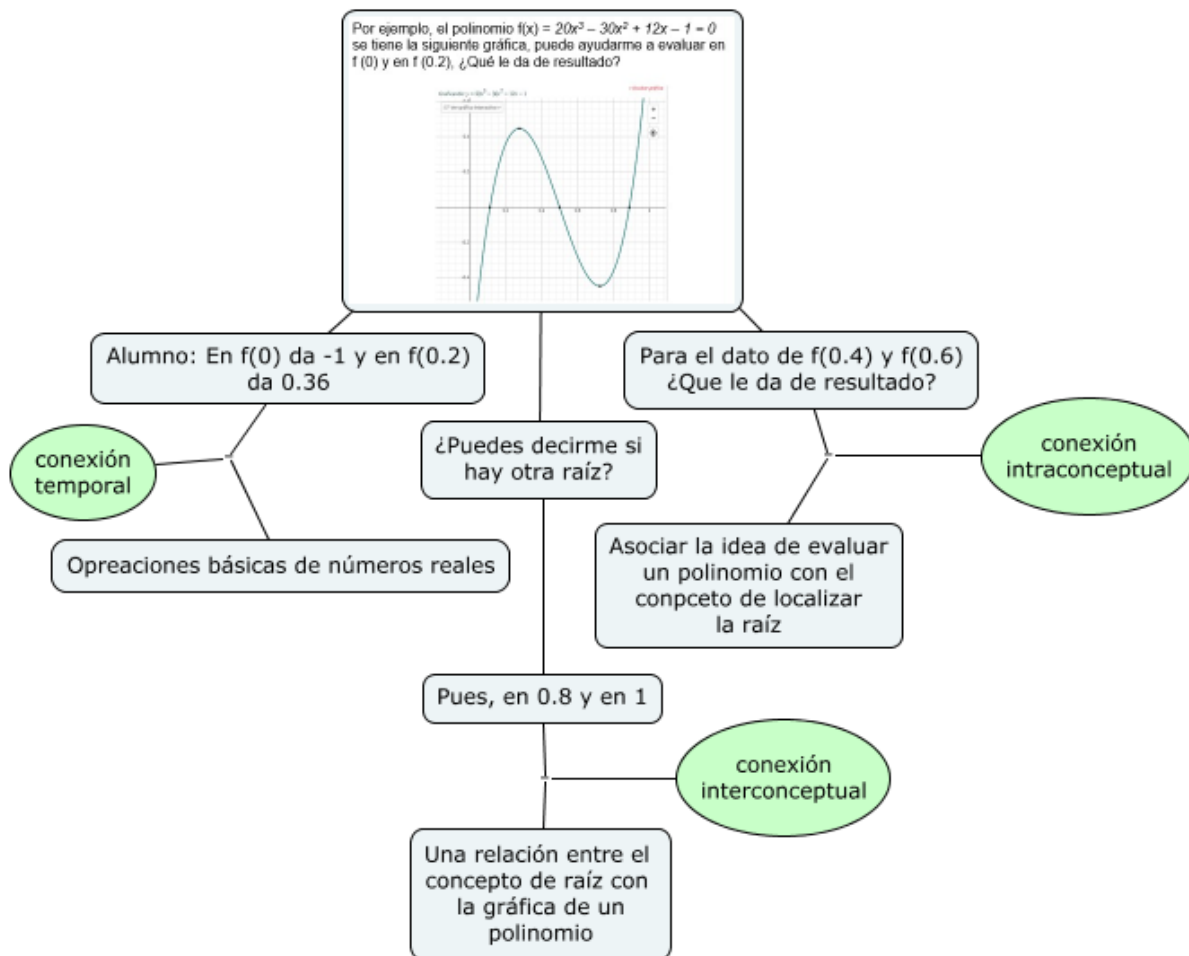 Por ejemplo, el polinomio f(x) = 20x³ – 30x² + 12x – 1 = 0
se tiene la siguiente gráfica, puede ayudarme a evaluar en
f (0) y en f (0.2), ¿Qué le da de resultado?
Alumno: En f(0) da -1 y en f(0.2)
da 0.36
Para el dato de f(0.4) y f(0.6)
¿Que le da de resultado?
¿Puedes decirme si
hay otra raíz?
conexión
temporal
conexión
intraconceptual
Opreaciones básicas de números reales
Asociar la idea de evaluar
un polinomio con el
conpceto de localizar
la raíz
Pues, en 0.8 y en 1
conexión
interconceptual
Una relación entre el
concepto de raíz con
la gráfica de un
polinomio